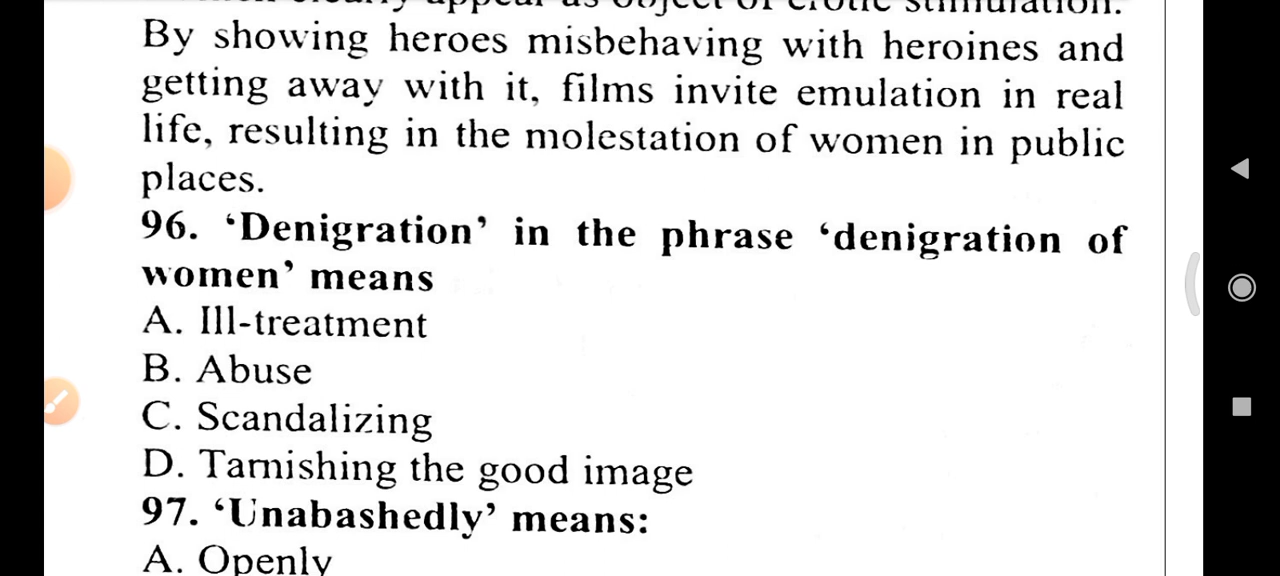 By showing heroes misbehaving with heroines and
getting away with it, films invite emulation in real
life, resulting in the molestation of women in public
places.
96. ‘Denigration’ in the phrase ‘denigration of
women’ means
A. Ill-treatment
B. Abuse
C. Scandalizing
D. Tarnishing the good image
97. ‘Unabashedly’ means:
A. Openly